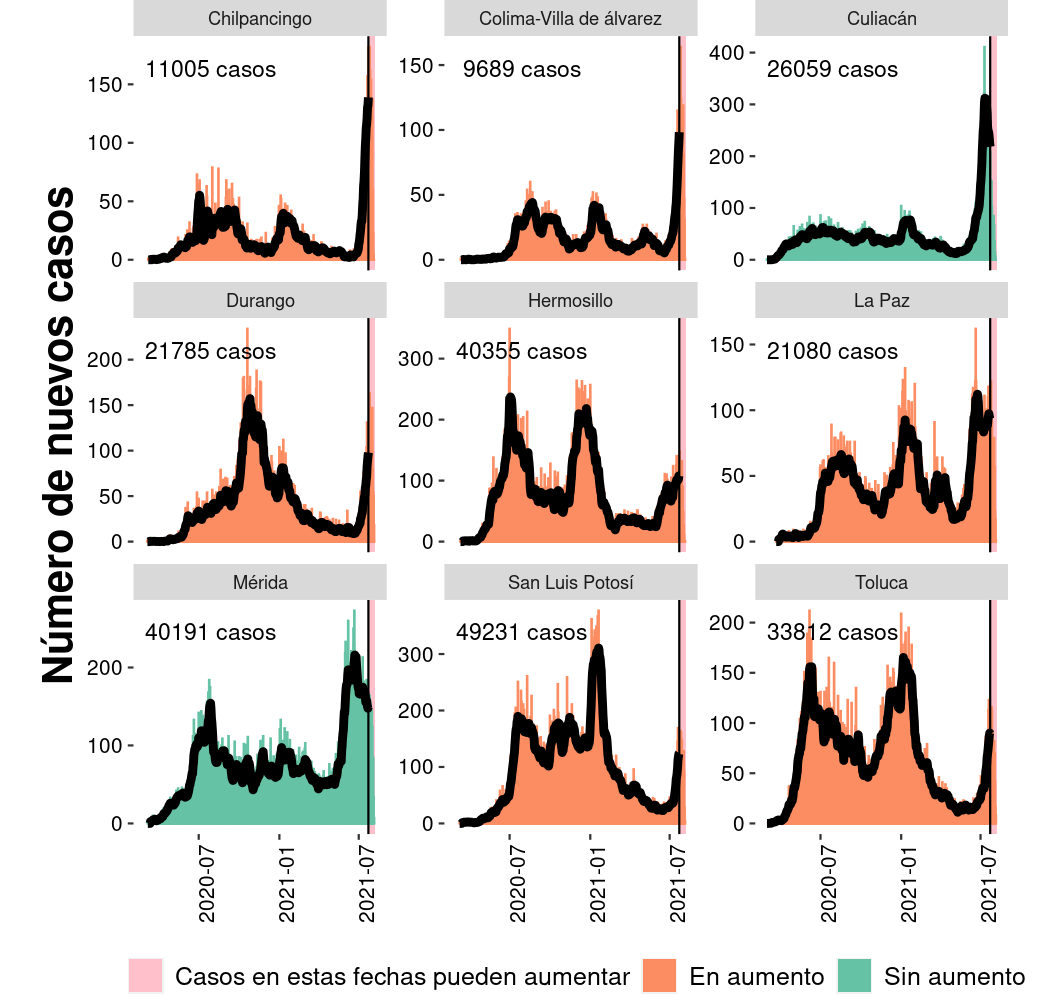 Chilpancingo
Colima-Villa de álvarez
Culiacán
11005 casos
9689 casos
26059 casos
150
100
50
0
150
100
50
0
400
300
200
100
0
Durango
Hermosillo
La Paz
21785 casos
40355 casos
21080 casos
200
150
100
50
0
300
200
100
0
150
100
50
0
Mérida
San Luis Potosí
Toluca
40191 casos
49231 casos
33812 casos
200
100
0
300
200
100
0
200
150
100
50
0
Número de nuevos casos
2020-07
2021-01
2021-07
2020-07
2021-01
2021-07
2020-07
2021-01
2021-07
Casos en estas fechas pueden aumentar
En aumento
Sin aumento